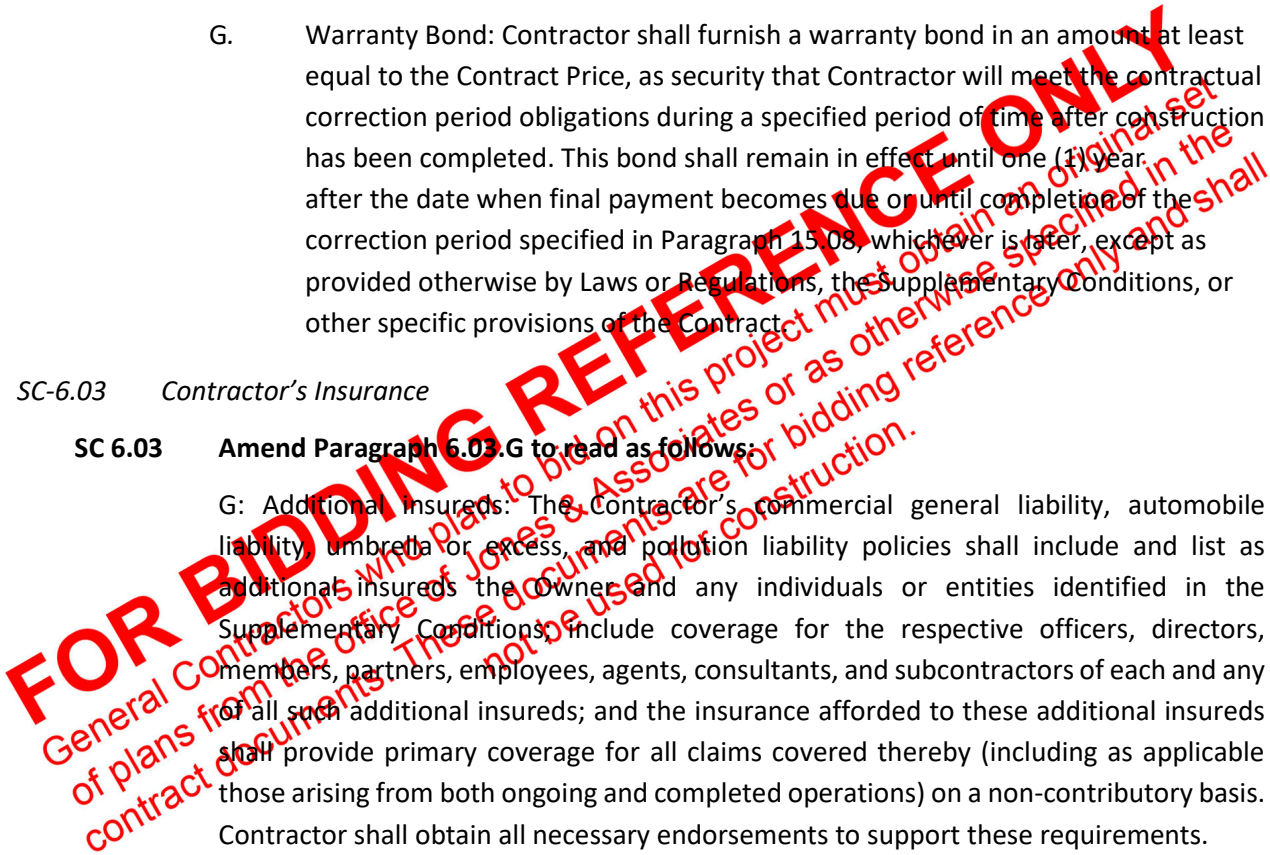 G. Warranty Bond: Contractor shall furnish a warranty bond in an amount at least
equal to the Contract Price, as security that Contractor will meet the contractual
correction period obligations during a specified period of time after construction
has been completed. This bond shall remain in effect until one (1) year
after the date when final payment becomes due or until completion of the
correction period specified in Paragraph 15.08, whichever is later, except as
provided otherwise by Laws or Regulations, the Supplementary Conditions, or
other specific provisions of the Contract.
SC-6.03 Contractor’s Insurance
SC 6.03 Amend Paragraph 6.03.G to read as follows:
G: Additional insureds: The Contractor’s commercial general liability, automobile
liability, umbrella or excess, and pollution liability policies shall include and list as
additional insureds the Owner and any individuals or entities identified in the
Supplementary Conditions; include coverage for the respective officers, directors,
members, partners, employees, agents, consultants, and subcontractors of each and any
of all such additional insureds; and the insurance afforded to these additional insureds
shall provide primary coverage for all claims covered thereby (including as applicable
those arising from both ongoing and completed operations) on a non-contributory basis.
Contractor shall obtain all necessary endorsements to support these requirements.
FOR BIDDING REFERENCE ONLY
General Contractors who plan to bid on this project must obtain an original set
of plans from the office of Jones & Associates or as otherwise specified in the
contract documents. These documents are for bidding reference only and shall
not be used for construction.